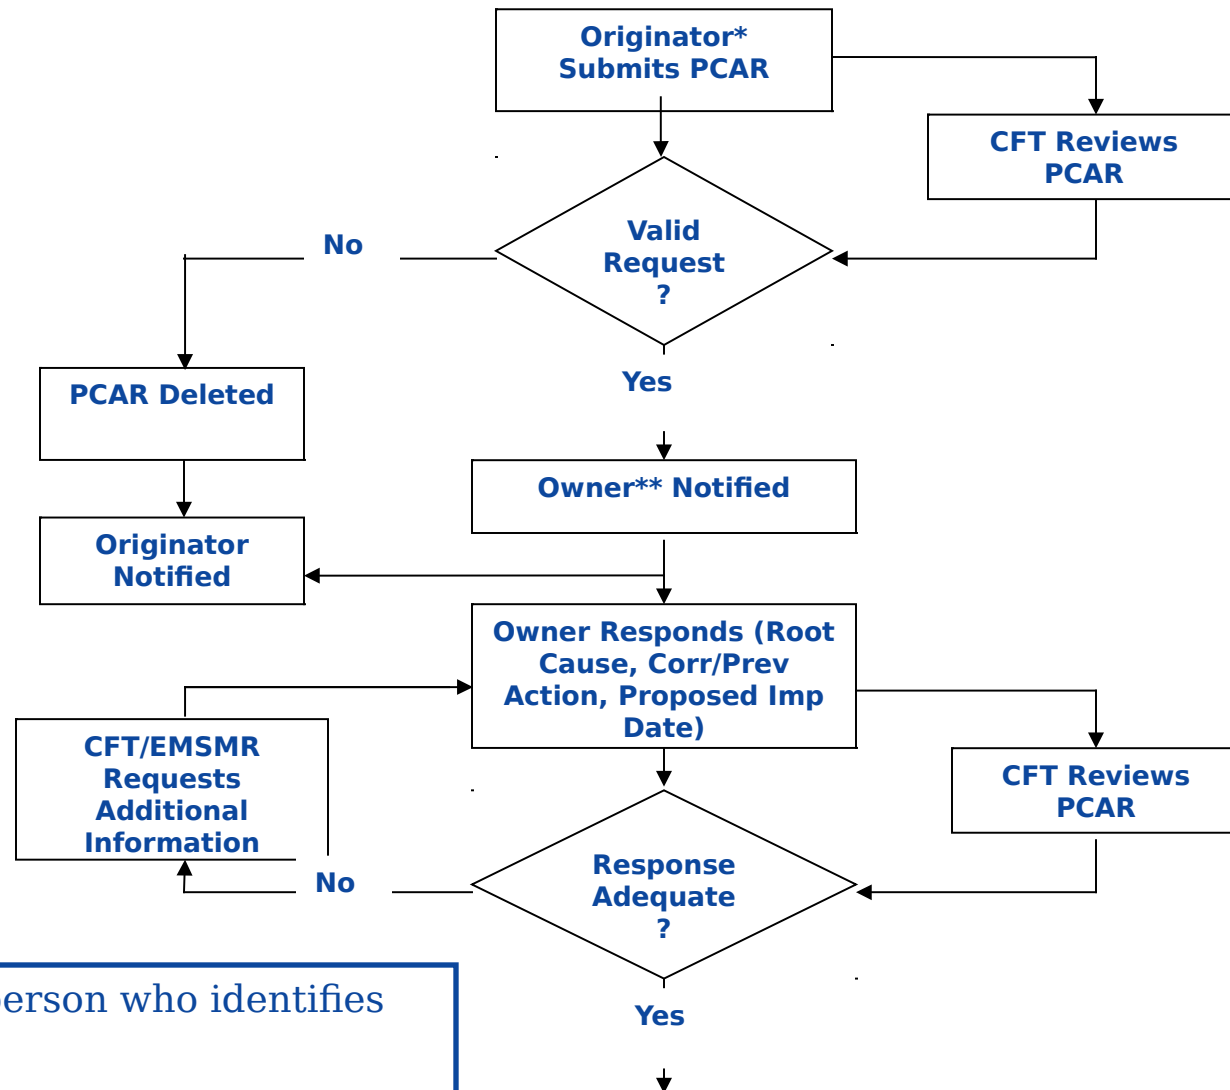 Originator*
Submits PCAR
CFT Reviews
PCAR
Valid
Request
?
No
Yes
PCAR Deleted
Owner** Notified
Originator
Notified
Owner Responds (Root
Cause, Corr/Prev
Action, Proposed Imp
Date)
CFT/EMSMR
Requests
Additional
Information
CFT Reviews
PCAR
Response
Adequate
?
No
Yes
person who identifies